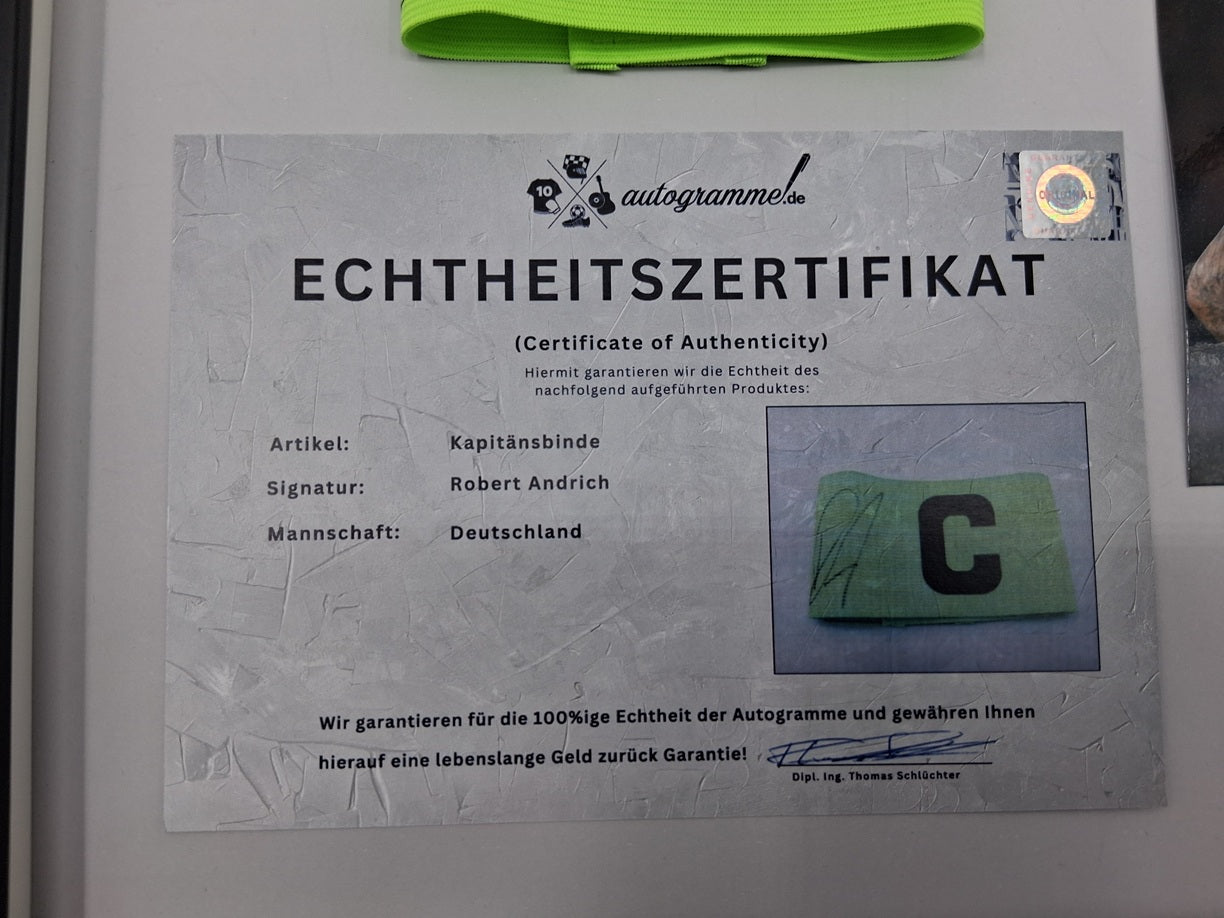 10
autogramme!.de
ORIGINAL
ECHTHEITSZERTIFIKAT
(Certificate of Authenticity)
Hiermit garantieren wir die Echtheit des
nachfolgend aufgeführten Produktes:
Artikel: Kapitänsbinde
Signatur: Robert Andrich
Mannschaft: Deutschland
C
Wir garantieren für die 100%ige Echtheit der Autogramme und gewähren Ihnen
hierauf eine lebenslange Geld zurück Garantie!
Dipl. Ing. Thomas Schlüchter